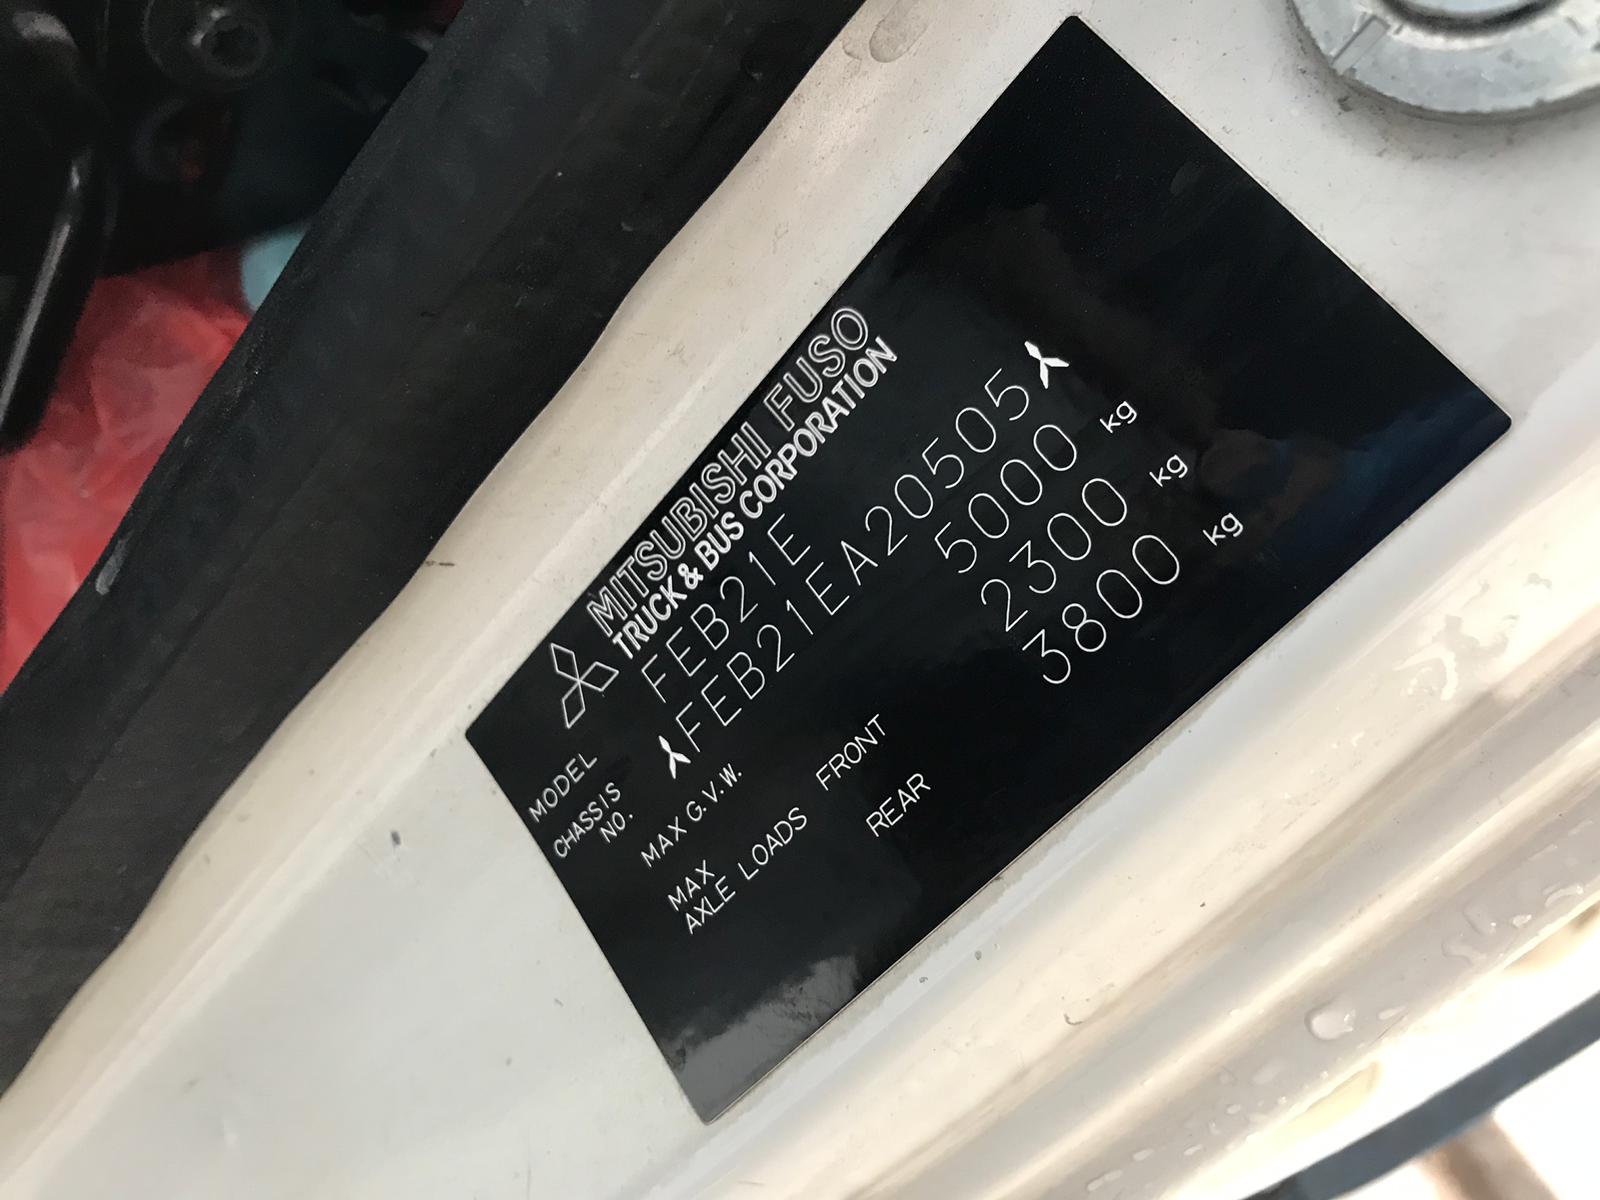 MITSUBISHI FUSO
TRUCK & BUS CORPORATION
MODEL FEB21E
CHASSIS NO. FEB21EA20505
MAX G.V.W. 5000 kg
MAX AXLE LOADS FRONT 2300 kg
REAR 3800 kg